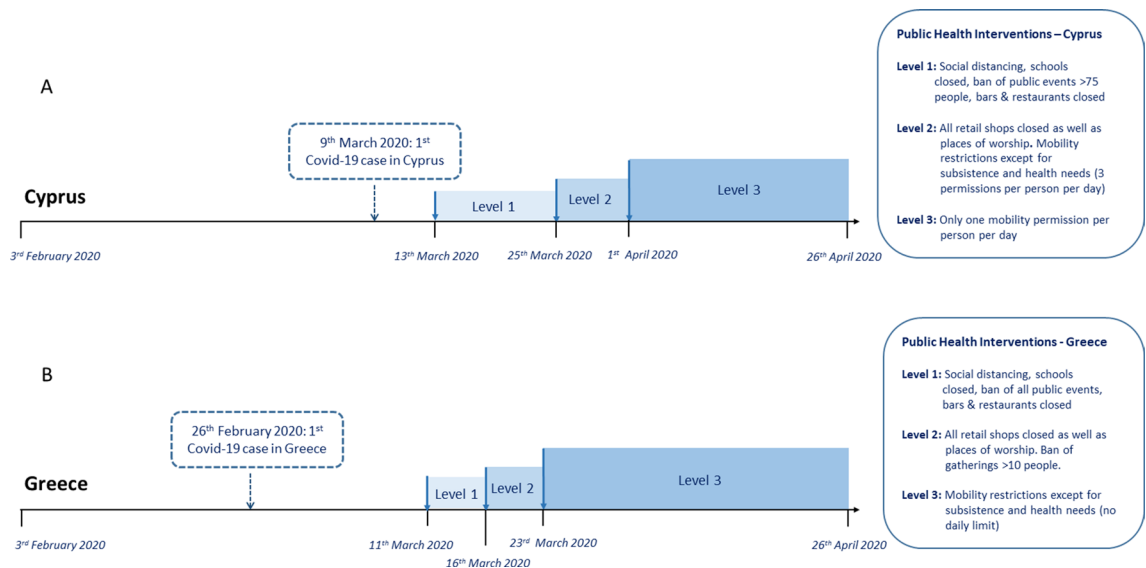 A
9th March 2020: 1st
Covid-19 case in Cyprus
Cyprus
Level 1
Level 2
Level 3
3rd February 2020
13th March 2020
25th March 2020
1st April 2020
26th April 2020
Public Health Interventions – Cyprus
Level 1: Social distancing, schools
closed, ban of public events >75
people, bars & restaurants closed
Level 2: All retail shops closed as well as
places of worship. Mobility
restrictions except for
subsistence and health needs (3
permissions per person per day)
Level 3: Only one mobility permission per
person per day
B
26th February 2020: 1st
Covid-19 case in Greece
Greece
Level 1
Level 2
Level 3
3rd February 2020
11th March 2020
16th March 2020
23rd March 2020
26th April 2020
Public Health Interventions - Greece
Level 1: Social distancing, schools
closed, ban of all public events,
bars & restaurants closed
Level 2: All retail shops closed as well as
places of worship. Ban of
gatherings >10 people.
Level 3: Mobility restrictions except for
subsistence and health needs (no
daily limit)